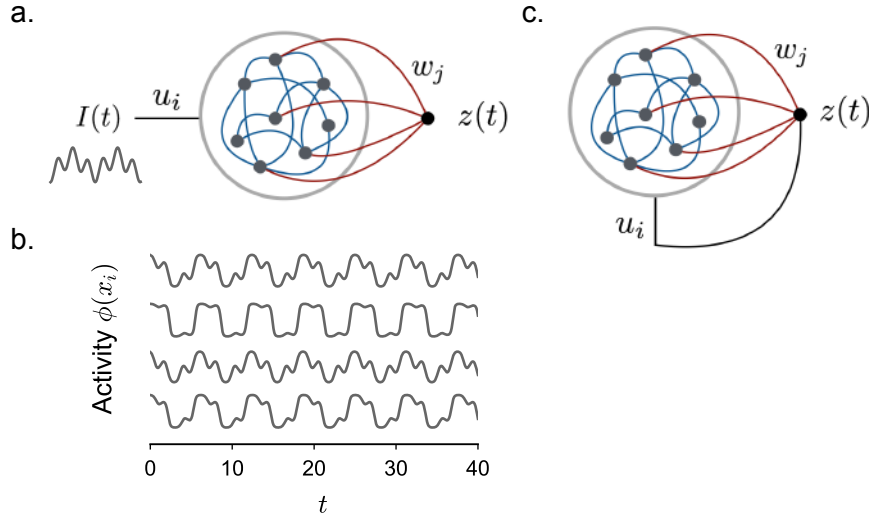 a.
I(t)
u_i
w_j
z(t)
b.
Activity ϕ(x_i)
0 10 20 30 40
t
c.
w_j
z(t)
u_i